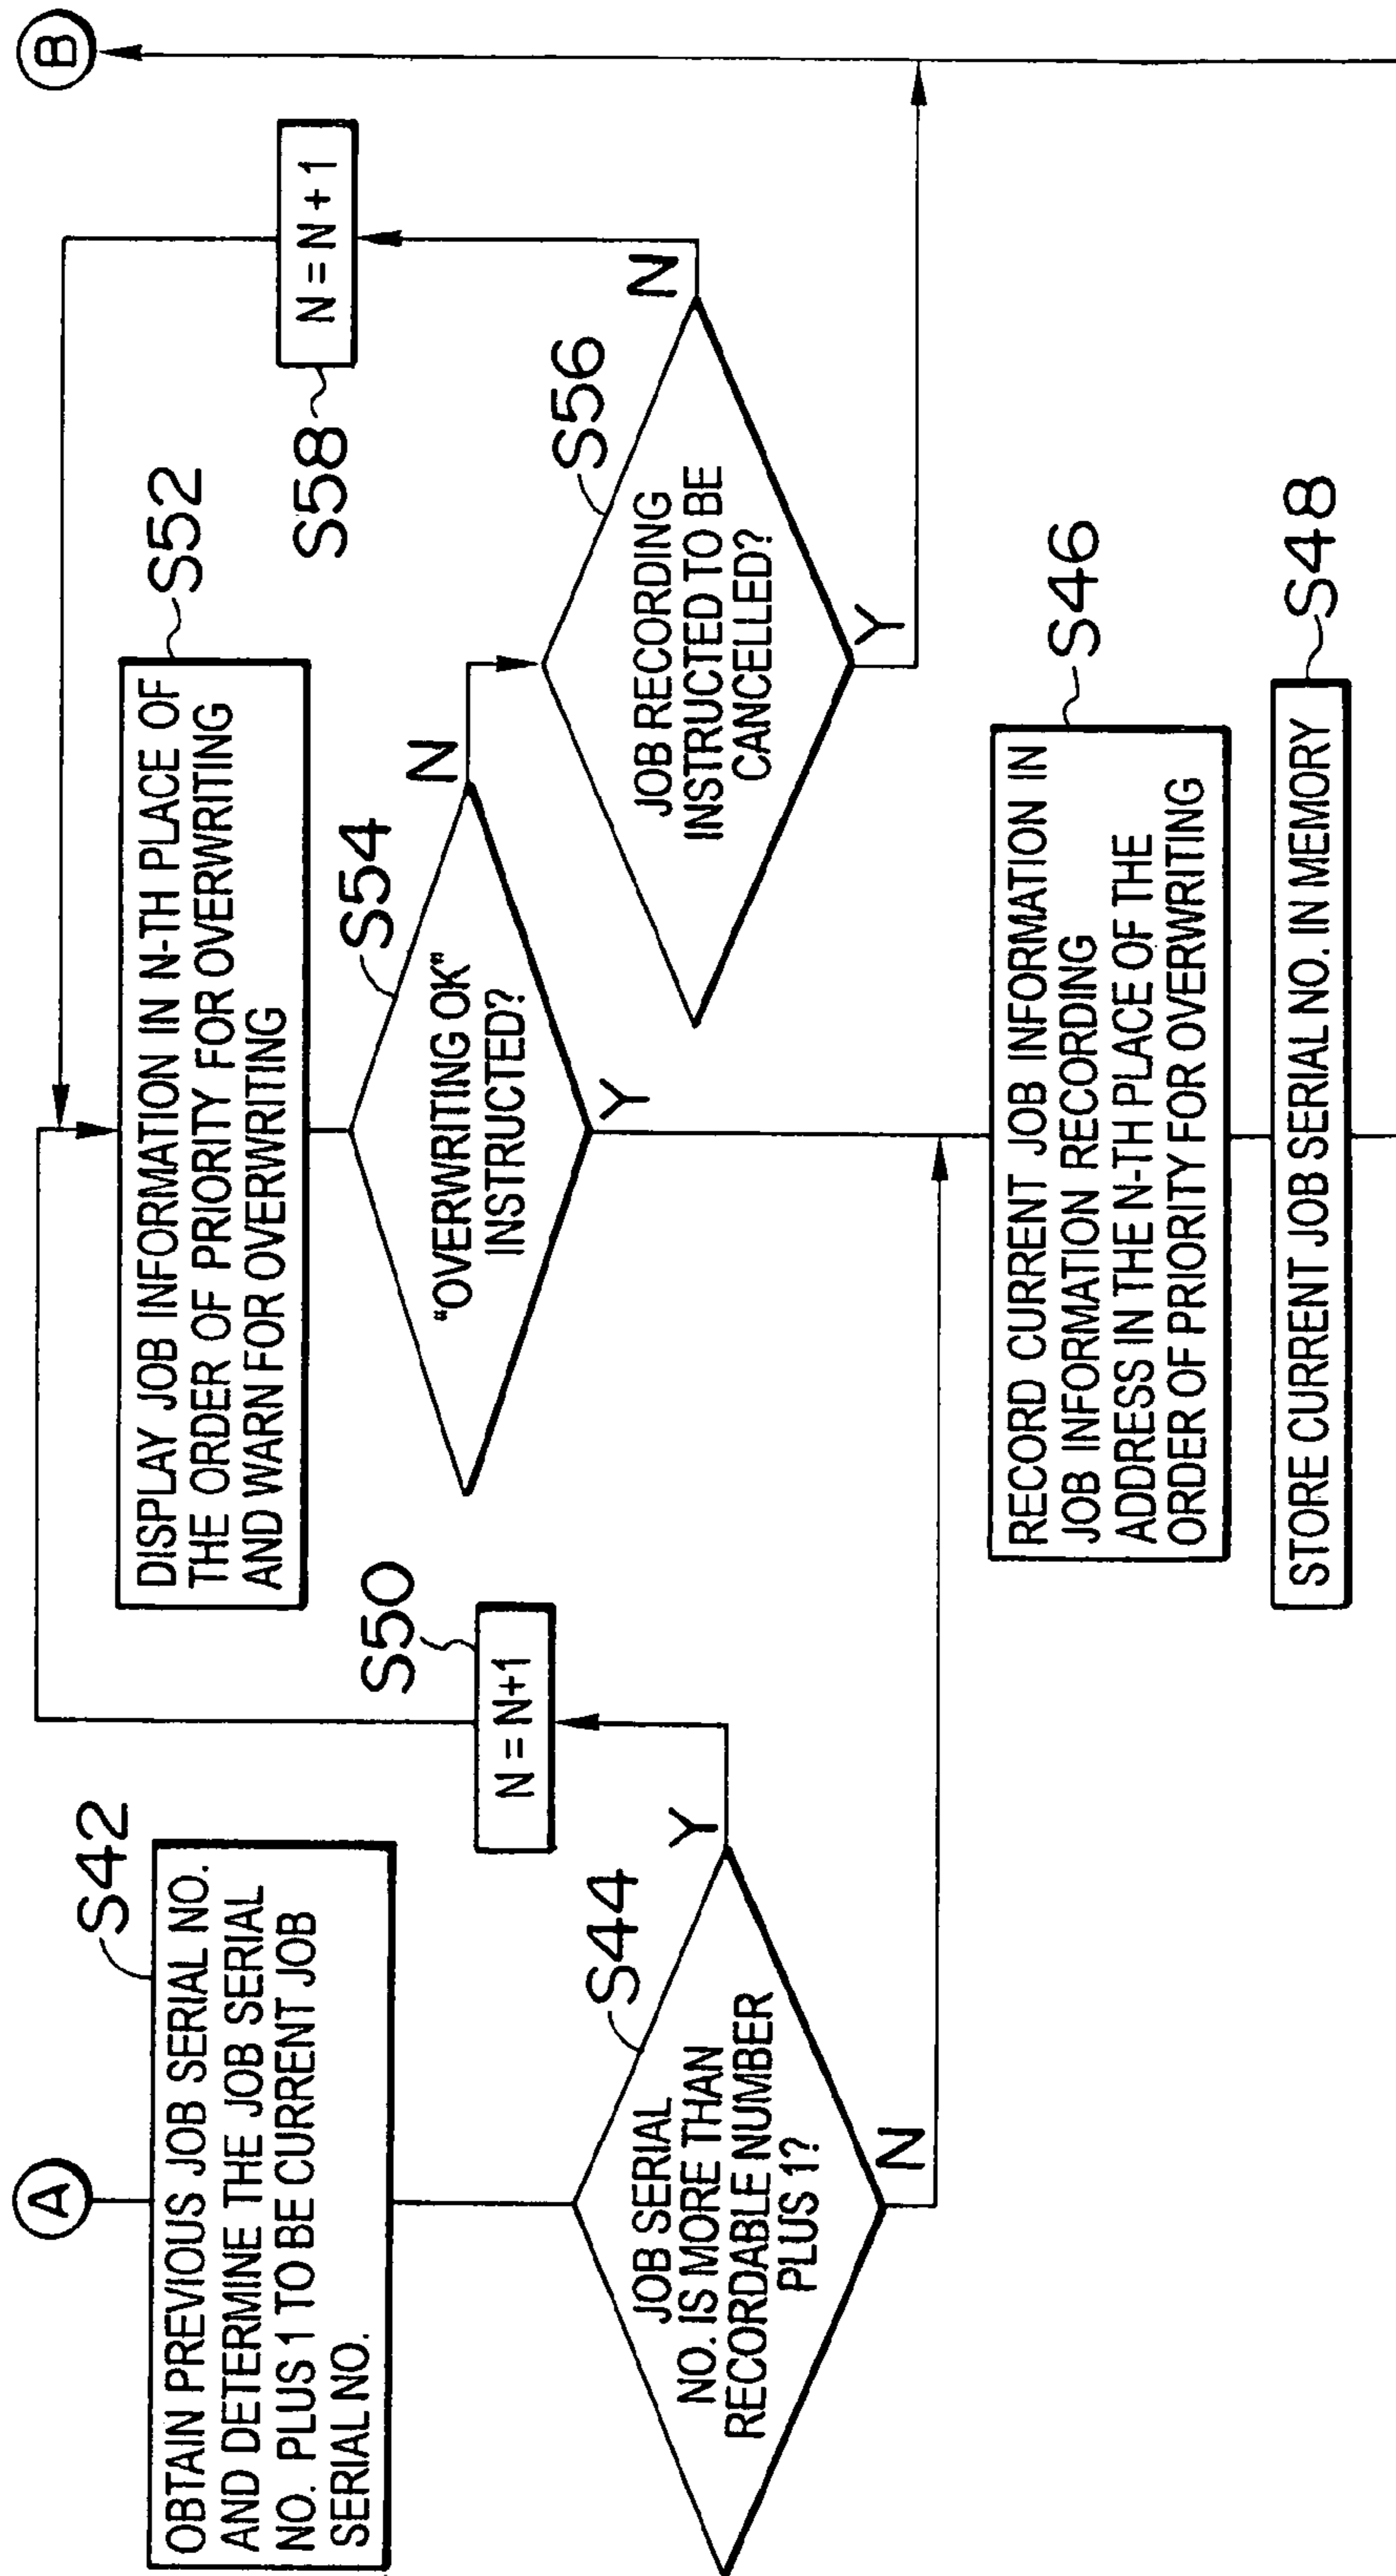 A
S42
OBTAIN PREVIOUS JOB SERIAL NO.
AND DETERMINE THE JOB SERIAL
NO. PLUS 1 TO BE CURRENT JOB
SERIAL NO.
S44
JOB SERIAL
NO. IS MORE THAN
RECORDABLE NUMBER
PLUS 1?
Y
N
S50
N = N+1
S52
DISPLAY JOB INFORMATION IN N-TH PLACE OF
THE ORDER OF PRIORITY FOR OVERWRITING
AND WARN FOR OVERWRITING
S54
“OVERWRITING OK”
INSTRUCTED?
N
Y
S56
JOB RECORDING
INSTRUCTED TO BE
CANCELLED?
N
Y
S58
N = N + 1
S46
RECORD CURRENT JOB INFORMATION IN
JOB INFORMATION RECORDING
ADDRESS IN THE N-TH PLACE OF THE
ORDER OF PRIORITY FOR OVERWRITING
S48
STORE CURRENT JOB SERIAL NO. IN MEMORY
B